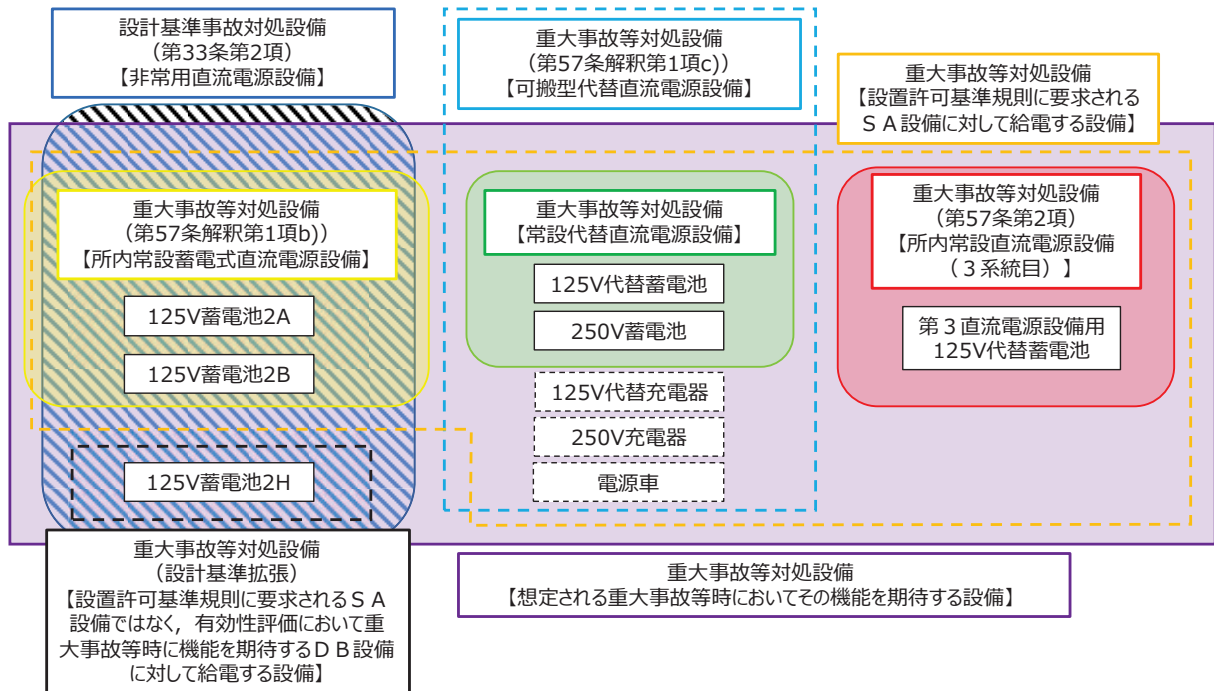 設計基準事故対処設備
（第33条第2項）
【非常用直流電源設備】
重大事故等対処設備
（第57条解釈第1項c)）
【可搬型代替直流電源設備】
重大事故等対処設備
【設置許可基準規則に要求される
ＳＡ設備に対して給電する設備】
重大事故等対処設備
（第57条解釈第1項b)）
【所内常設蓄電式直流電源設備】
125V蓄電池2A
125V蓄電池2B
125V蓄電池2H
重大事故等対処設備
【常設代替直流電源設備】
125V代替蓄電池
250V蓄電池
125V代替充電器
250V充電器
電源車
重大事故等対処設備
（第57条第2項）
【所内常設直流電源設備
（３系統目）】
第３直流電源設備用
125V代替蓄電池
重大事故等対処設備
（設計基準拡張）
【設置許可基準規則に要求されるＳＡ
設備ではなく，有効性評価において重
大事故等時に機能を期待するＤＢ設備
に対して給電する設備】
重大事故等対処設備
【想定される重大事故等時においてその機能を期待する設備】